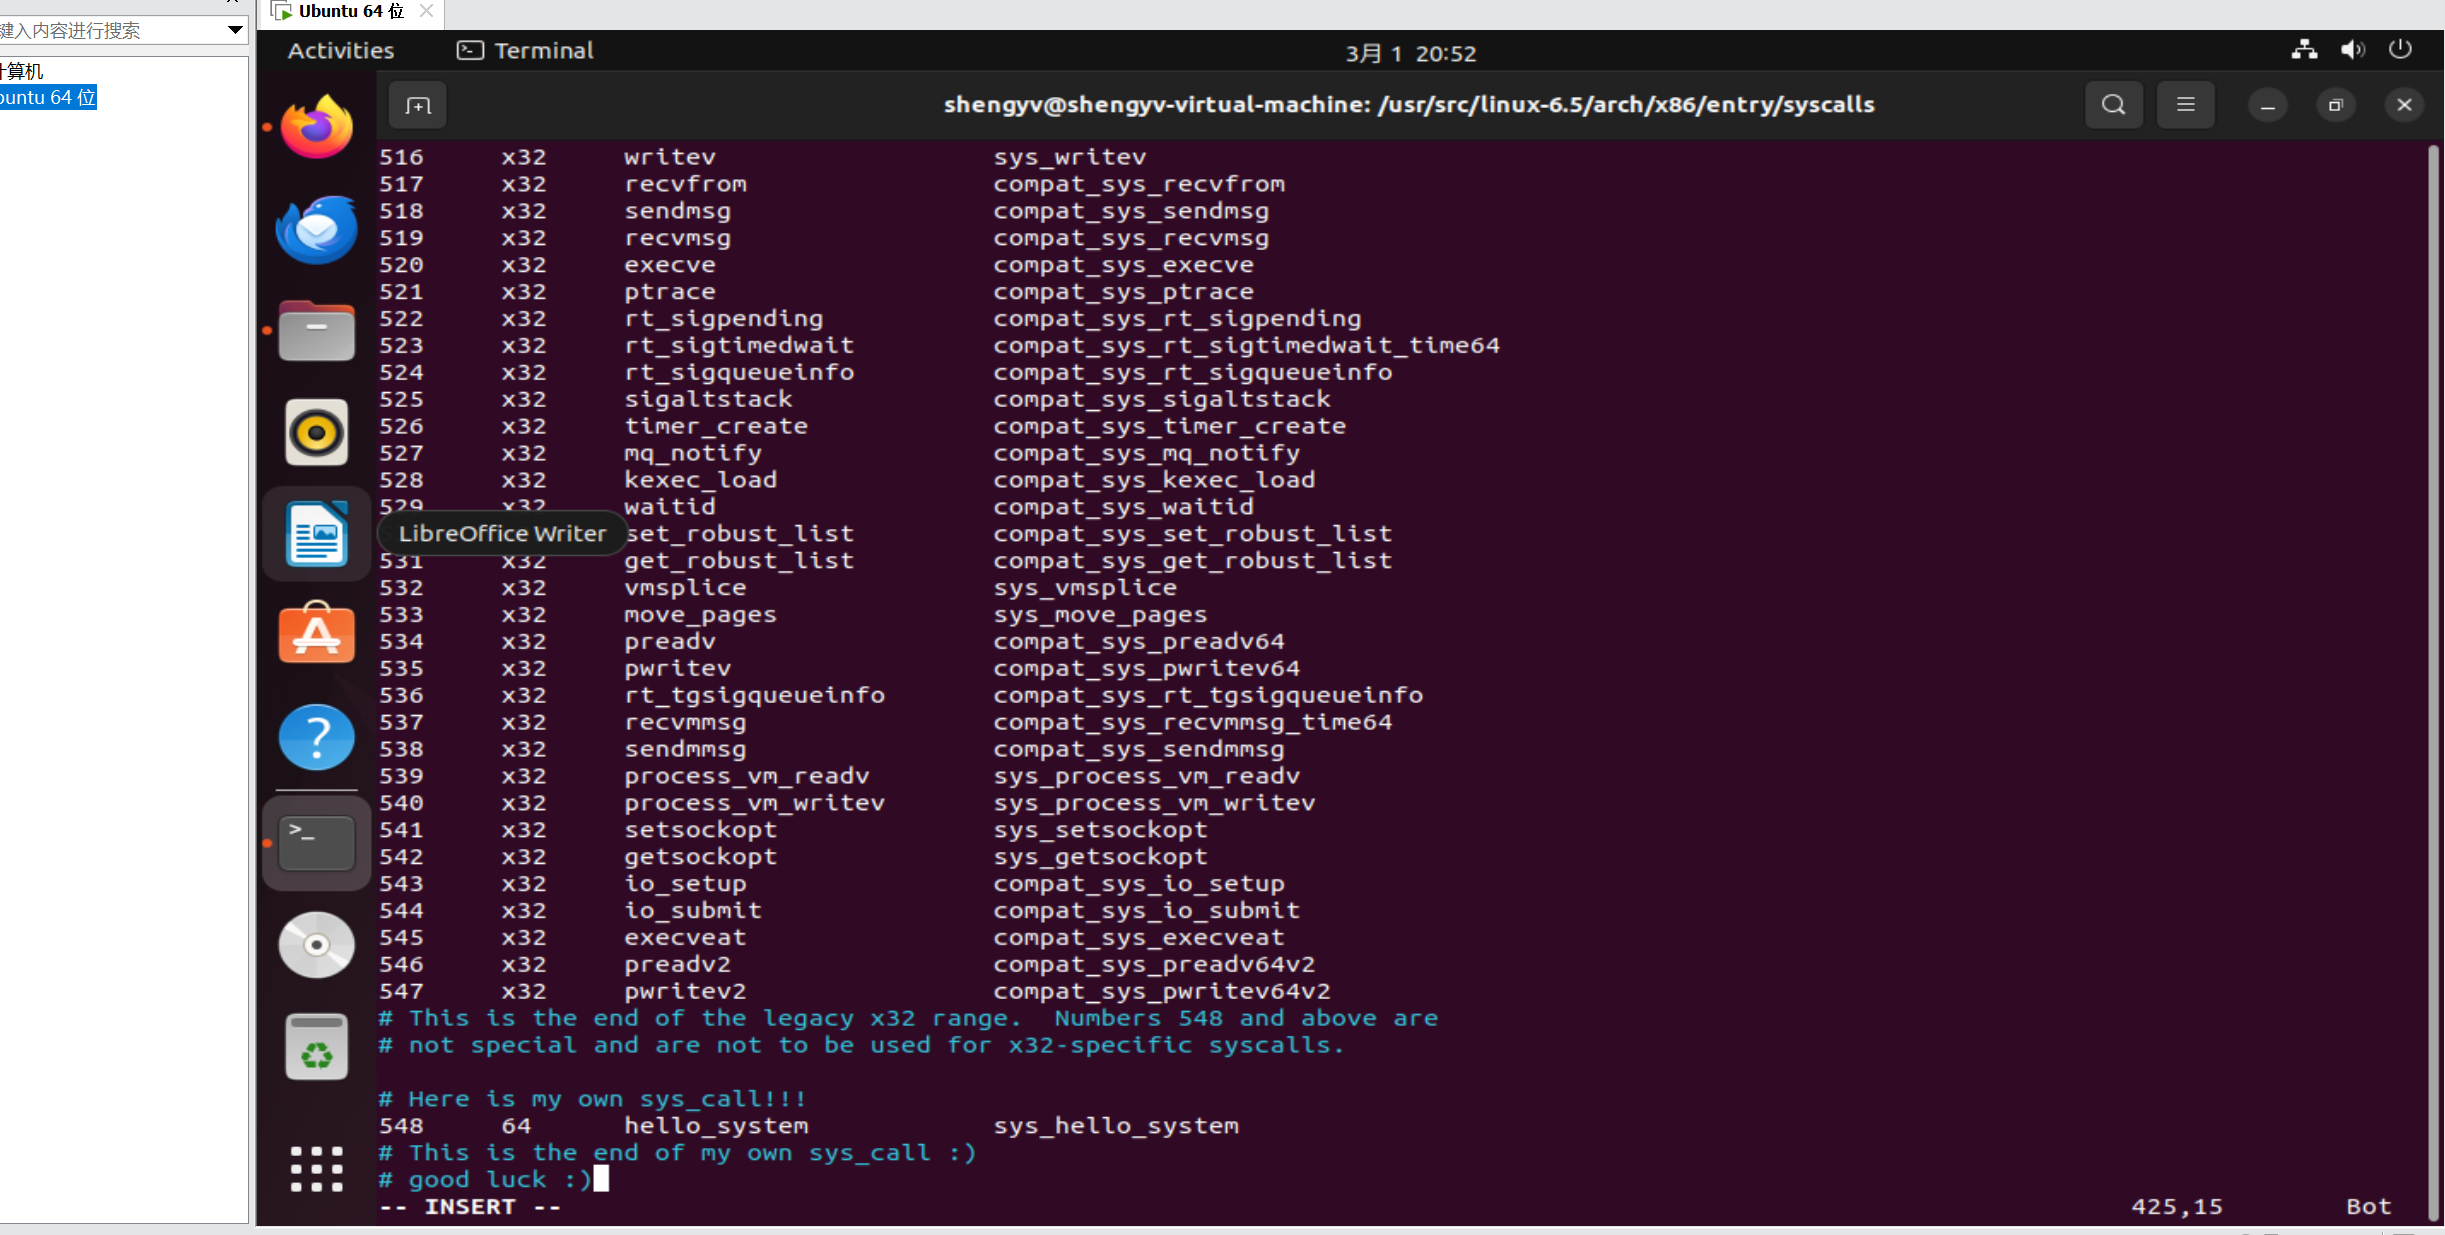 Ubuntu 64 位
键入内容进行搜索
计算机
buntu 64 位
Activities
Terminal
3月 1 20:52
shengyv@shengyv-virtual-machine: /usr/src/linux-6.5/arch/x86/entry/syscalls
516 x32 writev sys_writev
517 x32 recvfrom compat_sys_recvfrom
518 x32 sendmsg compat_sys_sendmsg
519 x32 recvmsg compat_sys_recvmsg
520 x32 execve compat_sys_execve
521 x32 ptrace compat_sys_ptrace
522 x32 rt_sigpending compat_sys_rt_sigpending
523 x32 rt_sigtimedwait compat_sys_rt_sigtimedwait_time64
524 x32 rt_sigqueueinfo compat_sys_rt_sigqueueinfo
525 x32 sigaltstack compat_sys_sigaltstack
526 x32 timer_create compat_sys_timer_create
527 x32 mq_notify compat_sys_mq_notify
528 x32 kexec_load compat_sys_kexec_load
529 x32 waitid compat_sys_waitid
LibreOffice Writer
set_robust_list compat_sys_set_robust_list
531 x32 get_robust_list compat_sys_get_robust_list
532 x32 vmsplice sys_vmsplice
533 x32 move_pages sys_move_pages
534 x32 preadv compat_sys_preadv64
535 x32 pwritev compat_sys_pwritev64
536 x32 rt_tgsigqueueinfo compat_sys_rt_tgsigqueueinfo
537 x32 recvmmsg compat_sys_recvmmsg_time64
538 x32 sendmmsg compat_sys_sendmmsg
539 x32 process_vm_readv sys_process_vm_readv
540 x32 process_vm_writev sys_process_vm_writev
541 x32 setsockopt sys_setsockopt
542 x32 getsockopt sys_getsockopt
543 x32 io_setup compat_sys_io_setup
544 x32 io_submit compat_sys_io_submit
545 x32 execveat compat_sys_execveat
546 x32 preadv2 compat_sys_preadv64v2
547 x32 pwritev2 compat_sys_pwritev64v2
# This is the end of the legacy x32 range.  Numbers 548 and above are
# not special and are not to be used for x32-specific syscalls.
# Here is my own sys_call!!!
548 64 hello_system sys_hello_system
# This is the end of my own sys_call :)
# good luck :)
-- INSERT -- 425,15 Bot